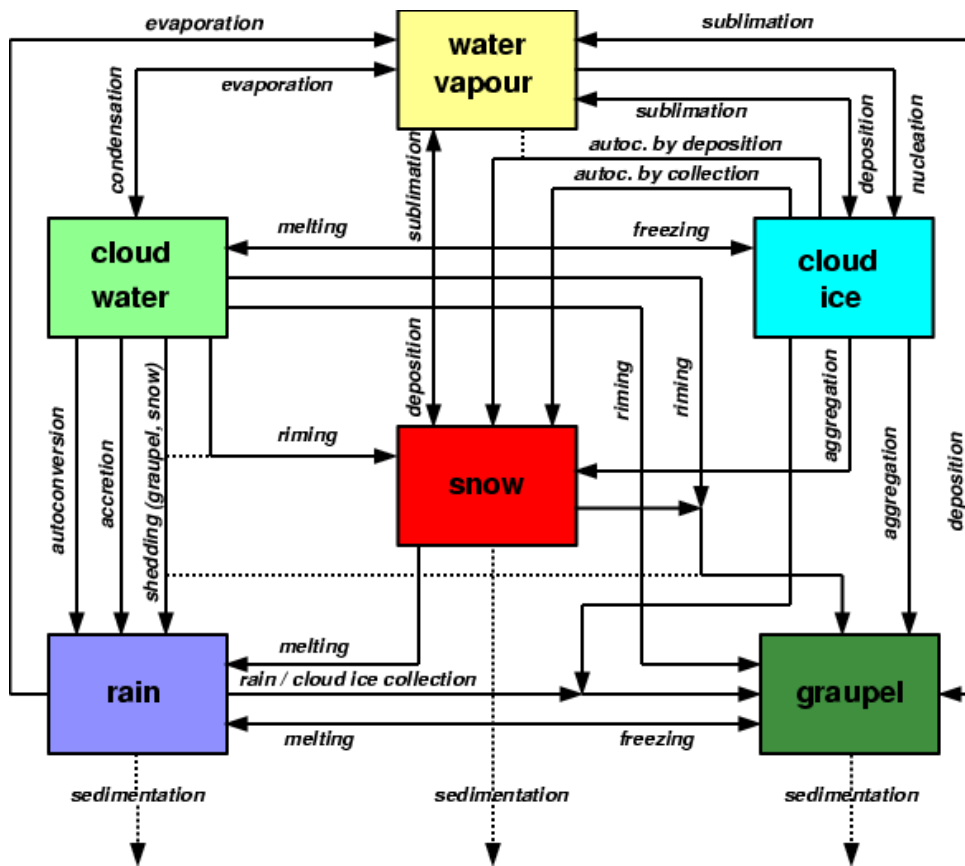 evaporation
sublimation
water
vapour
evaporation
sublimation
condensation
sublimation
autoc. by deposition
autoc. by collection
deposition
nucleation
melting
freezing
cloud
water
cloud
ice
deposition
riming
riming
aggregation
aggregation
deposition
autoconversion
accretion
shedding (graupel, snow)
riming
snow
melting
rain / cloud ice collection
rain
graupel
melting
freezing
sedimentation
sedimentation
sedimentation